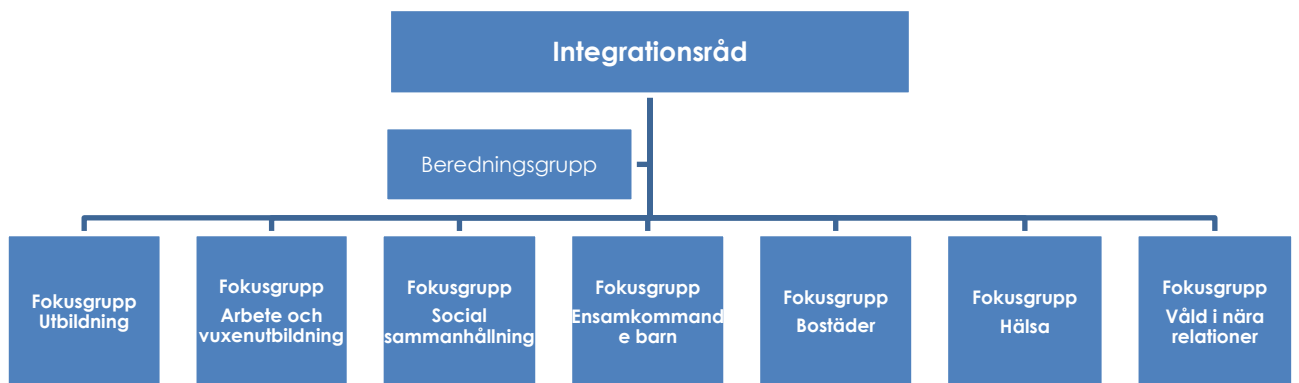 Integrationsråd
Beredningsgrupp
Fokusgrupp
Utbildning
Fokusgrupp
Arbete och
vuxenutbildning
Fokusgrupp
Social
sammanhållning
Fokusgrupp
Ensamkommand
e barn
Fokusgrupp
Bostäder
Fokusgrupp
Hälsa
Fokusgrupp
Våld i nära
relationer